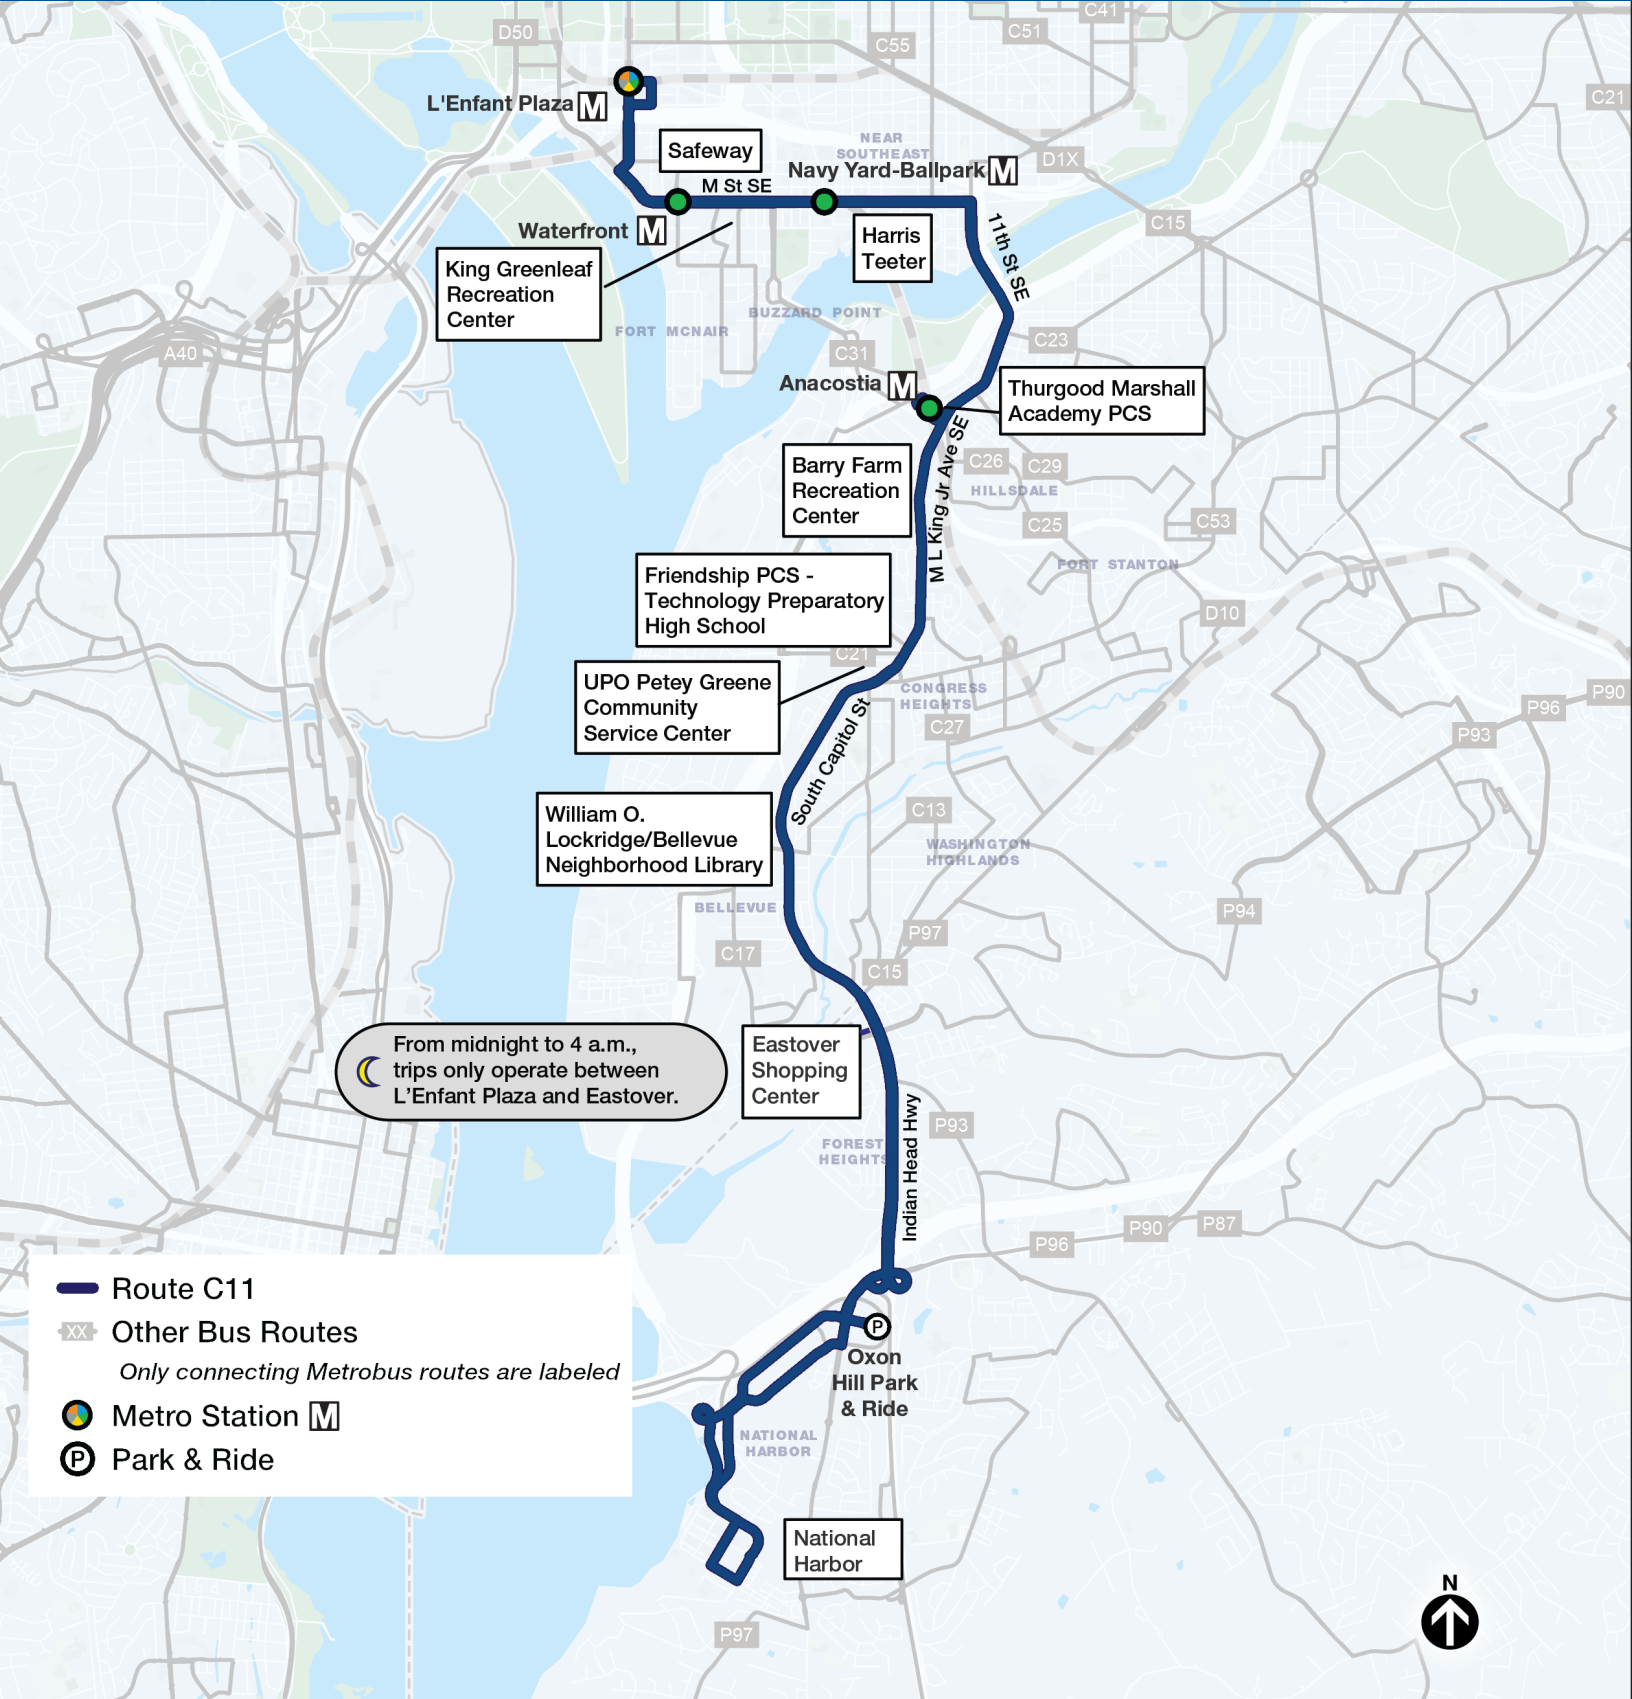 D50
C41
C51
C55
C21
L'Enfant Plaza M
Safeway
NEAR
SOUTHEAST
D1X
Navy Yard-Ballpark M
M St SE
C15
Waterfront M
Harris
Teeter
11th St SE
King Greenleaf
Recreation
Center
BUZZARD POINT
FORT MCNAIR
C23
C31
A40
Anacostia M
Thurgood Marshall
Academy PCS
M L King Jr Ave SE
Barry Farm
Recreation
Center
C26
C29
HILLSDALE
C25
C53
FORT STANTON
Friendship PCS -
Technology Preparatory
High School
D10
C21
UPO Petey Greene
Community
Service Center
CONGRESS
HEIGHTS
C27
P90
P96
P93
South Capitol St
William O.
Lockridge/Bellevue
Neighborhood Library
C13
WASHINGTON
HIGHLANDS
BELLEVUE
P94
P97
C17
C15
From midnight to 4 a.m.,
trips only operate between
L'Enfant Plaza and Eastover.
Eastover
Shopping
Center
Indian Head Hwy
P93
FOREST
HEIGHTS
P96
P90
P87
Route C11
XX Other Bus Routes
Only connecting Metrobus routes are labeled
Metro Station M
P Park & Ride
P
Oxon
Hill Park
& Ride
NATIONAL
HARBOR
National
Harbor
P97
N